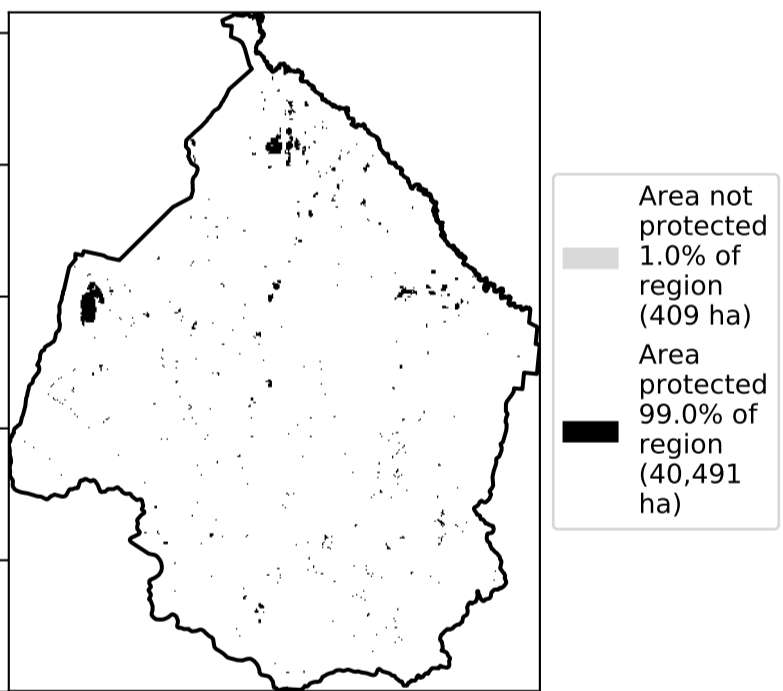 Area not
protected
1.0% of
region
(409 ha)
Area
protected
99.0% of
region
(40,491
ha)